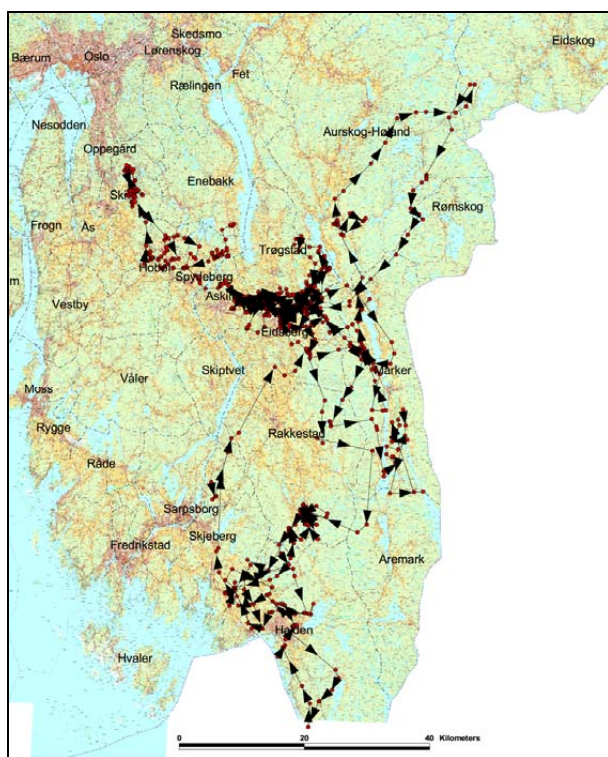 Skedsmo
Eidskog
Lørenskog
Bærum Oslo
Fet
Rælingen
Nesodden
Aurskog-Høland
Oppegård
Enebakk
Ski
Rømskog
Frogn Ås
Trøgstad
Hobøl
m
Spydeberg
Vestby
Askim
Eidsberg
Skiptvet
Marker
Våler
Moss
Rygge
Rakkestad
Råde
Sarpsborg
Skjeberg
Fredrikstad
Aremark
Halden
Hvaler
0 20 40 Kilometers